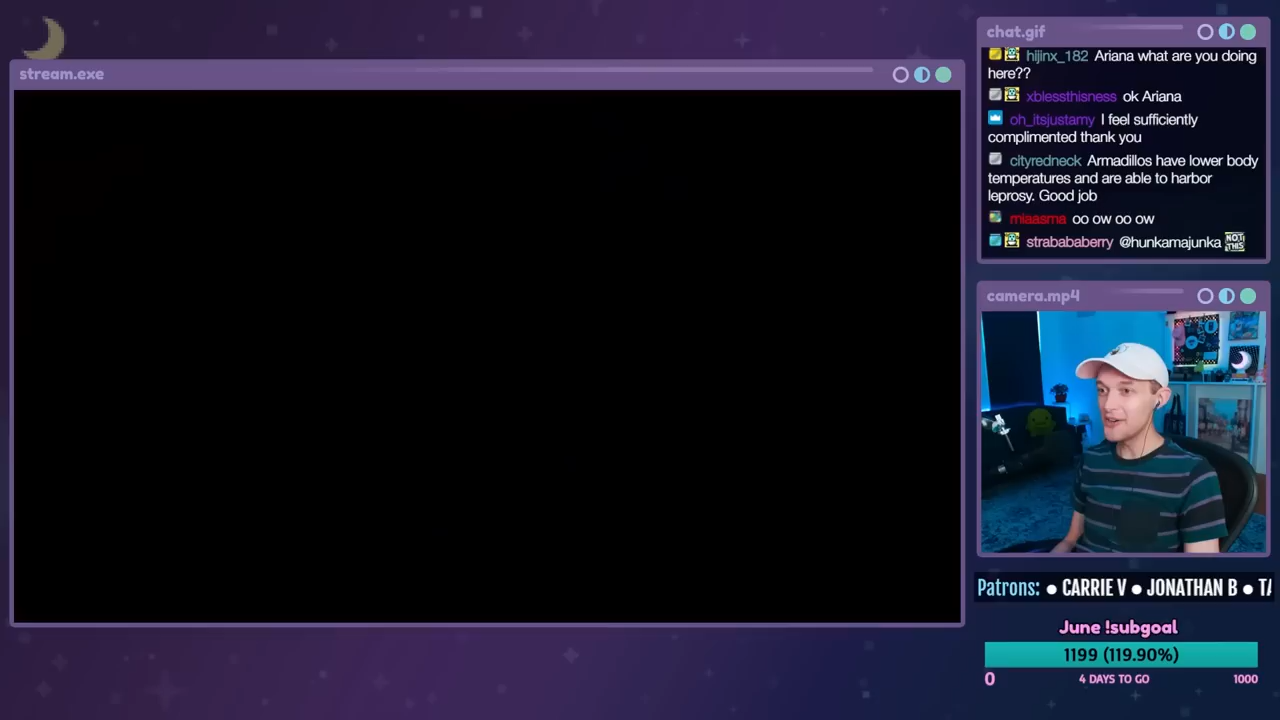 stream.exe
chat.gif
hijinx_182 Ariana what are you doing
here??
xblessthisness ok Ariana
oh_itsjustamy I feel sufficiently
complimented thank you
cityredneck Armadillos have lower body
temperatures and are able to harbor
leprosy. Good job
miaasma oo ow oo ow
strabababerry @hunkamajunka NOT THIS
camera.mp4
Patrons: ● CARRIE V ● JONATHAN B ● TA
June !subgoal
1199 (119.90%)
0 4 DAYS TO GO 1000